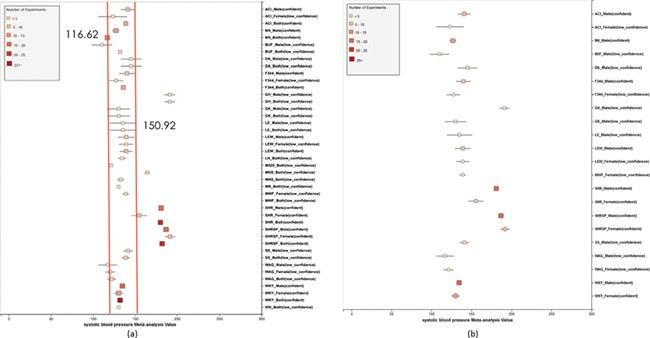 Number of Experiments
< 5
5 - 10
10 - 15
15 - 20
20 - 25
25+
116.62
150.92
ACI_Male(confident)
ACI_Female(low_confidence)
ACI_Both(confident)
BN_Male(confident)
BN_Both(confident)
BUF_Male(low_confidence)
BUF_Both(low_confidence)
DA_Male(low_confidence)
DA_Both(low_confidence)
F344_Male(confident)
F344_Female(low_confidence)
F344_Both(confident)
GH_Male(low_confidence)
GH_Both(low_confidence)
GK_Male(low_confidence)
GK_Both(low_confidence)
LE_Male(low_confidence)
LE_Both(low_confidence)
LEW_Male(confident)
LEW_Female(low_confidence)
LEW_Both(confident)
LN_Both(low_confidence)
WHS_Both(low_confidence)
WR_Both(low_confidence)
MWF_Female(low_confidence)
MWF_Both(low_confidence)
SHR_Male(confident)
SHR_Female(confident)
SHR_Both(confident)
SHRSP_Male(confident)
SHRSP_Female(confident)
SHRSP_Both(confident)
SS_Male(low_confidence)
SS_Both(low_confidence)
WAG_Male(low_confidence)
WAG_Female(low_confidence)
WAG_Both(low_confidence)
WKY_Male(confident)
WKY_Female(confident)
WKY_Both(confident)
WN_Both(low_confidence)
0
50
100
150
200
250
300
systolic blood pressure Meta-analysis Value
(a)
Number of Experiments
< 5
5 - 10
10 - 15
15 - 20
20 - 25
25+
ACI_Male(confident)
ACI_Female(low_confidence)
BN_Male(confident)
BUF_Male(low_confidence)
DA_Male(low_confidence)
F344_Male(confident)
F344_Female(low_confidence)
GH_Male(low_confidence)
GK_Male(low_confidence)
LE_Male(low_confidence)
LEW_Male(confident)
LEW_Female(low_confidence)
MWF_Female(low_confidence)
SHR_Male(confident)
SHR_Female(confident)
SHRSP_Male(confident)
SHRSP_Female(confident)
SS_Male(low_confidence)
WAG_Male(low_confidence)
WAG_Female(low_confidence)
WKY_Male(confident)
WKY_Female(confident)
0
50
100
150
200
250
300
systolic blood pressure Meta-analysis Value
(b)